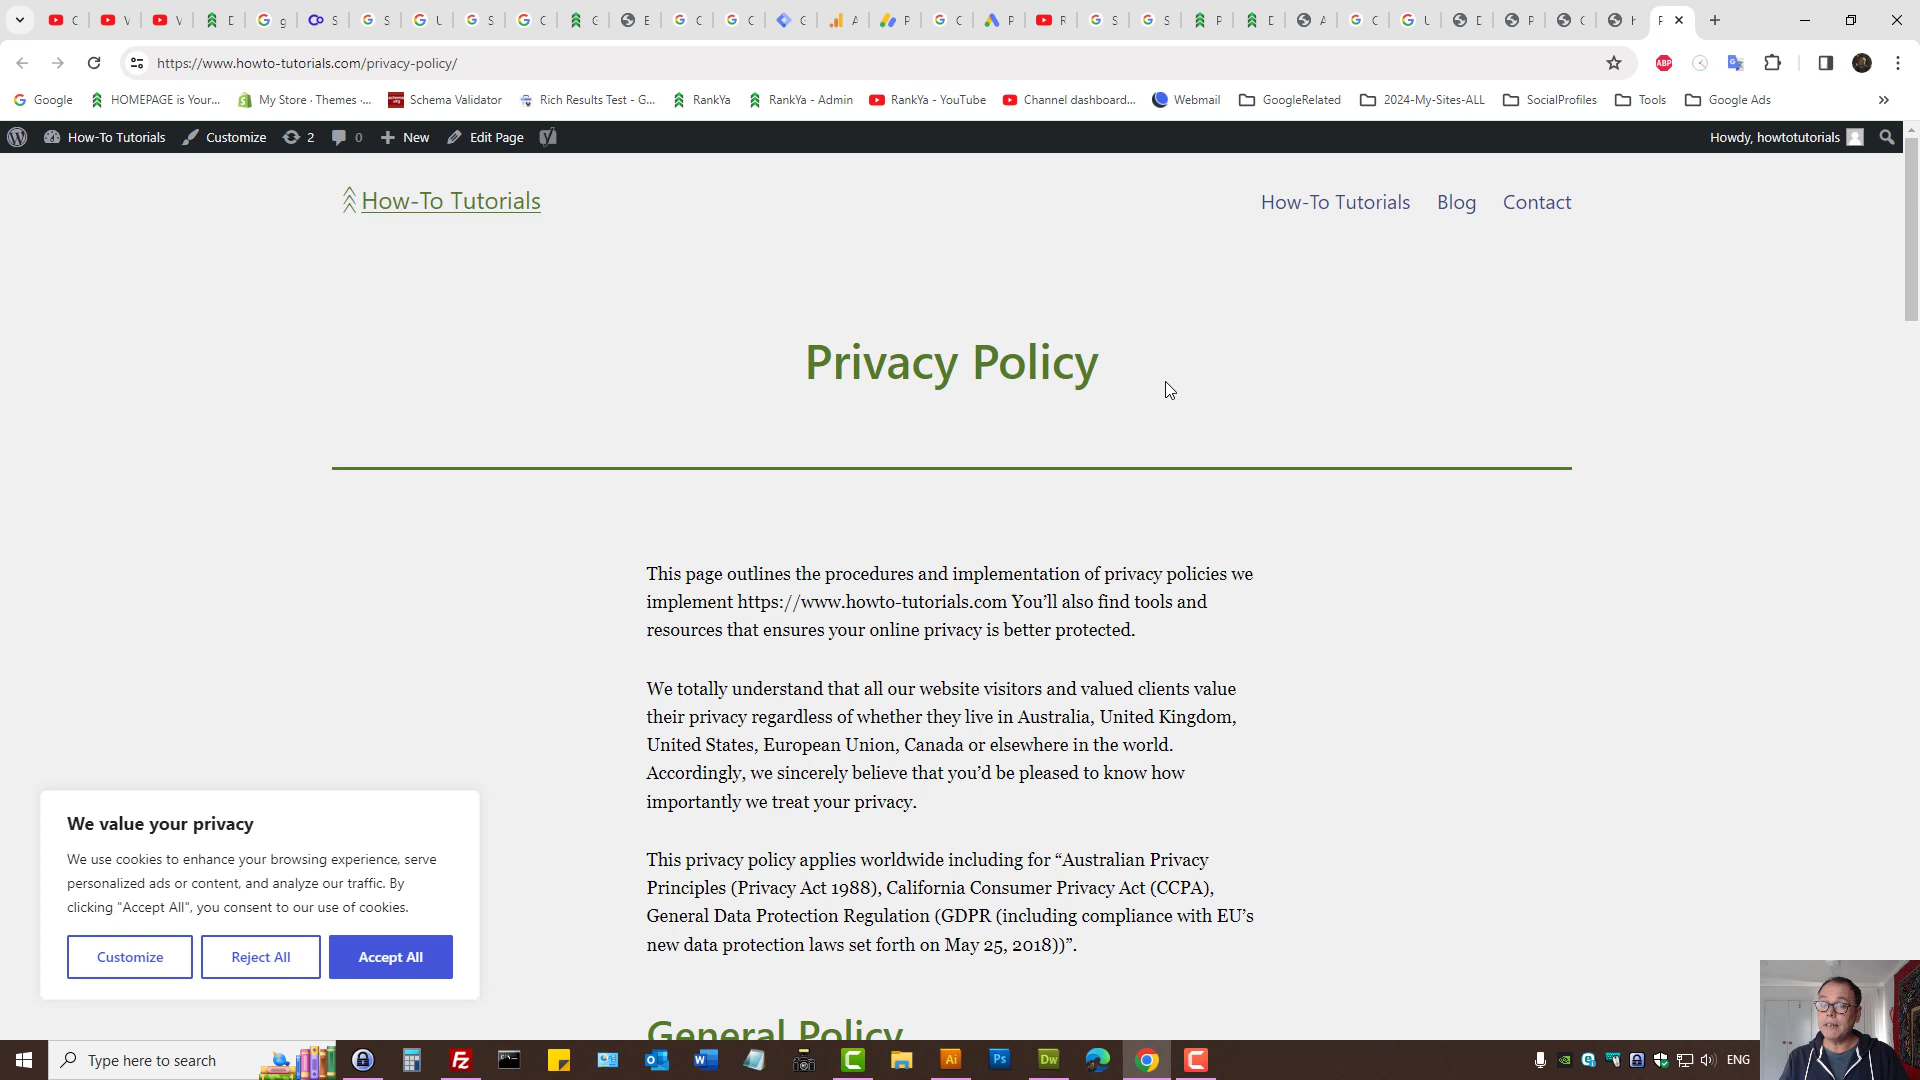 https://www.howto-tutorials.com/privacy-policy/
Google
HOMEPAGE is Your...
My Store · Themes ·...
Schema Validator
Rich Results Test - G...
RankYa
RankYa - Admin
RankYa - YouTube
Channel dashboard...
Webmail
GoogleRelated
2024-My-Sites-ALL
SocialProfiles
Tools
Google Ads
How-To Tutorials
Customize
2
0
New
Edit Page
Howdy, howtotutorials
How-To Tutorials
How-To Tutorials
Blog
Contact
Privacy Policy
This page outlines the procedures and implementation of privacy policies we
implement https://www.howto-tutorials.com You’ll also find tools and
resources that ensures your online privacy is better protected.
We totally understand that all our website visitors and valued clients value
their privacy regardless of whether they live in Australia, United Kingdom,
United States, European Union, Canada or elsewhere in the world.
Accordingly, we sincerely believe that you’d be pleased to know how
importantly we treat your privacy.
This privacy policy applies worldwide including for “Australian Privacy
Principles (Privacy Act 1988), California Consumer Privacy Act (CCPA),
General Data Protection Regulation (GDPR (including compliance with EU’s
new data protection laws set forth on May 25, 2018))”.
General Policy
We value your privacy
We use cookies to enhance your browsing experience, serve
personalized ads or content, and analyze our traffic. By
clicking "Accept All", you consent to our use of cookies.
Customize
Reject All
Accept All
Type here to search
ENG